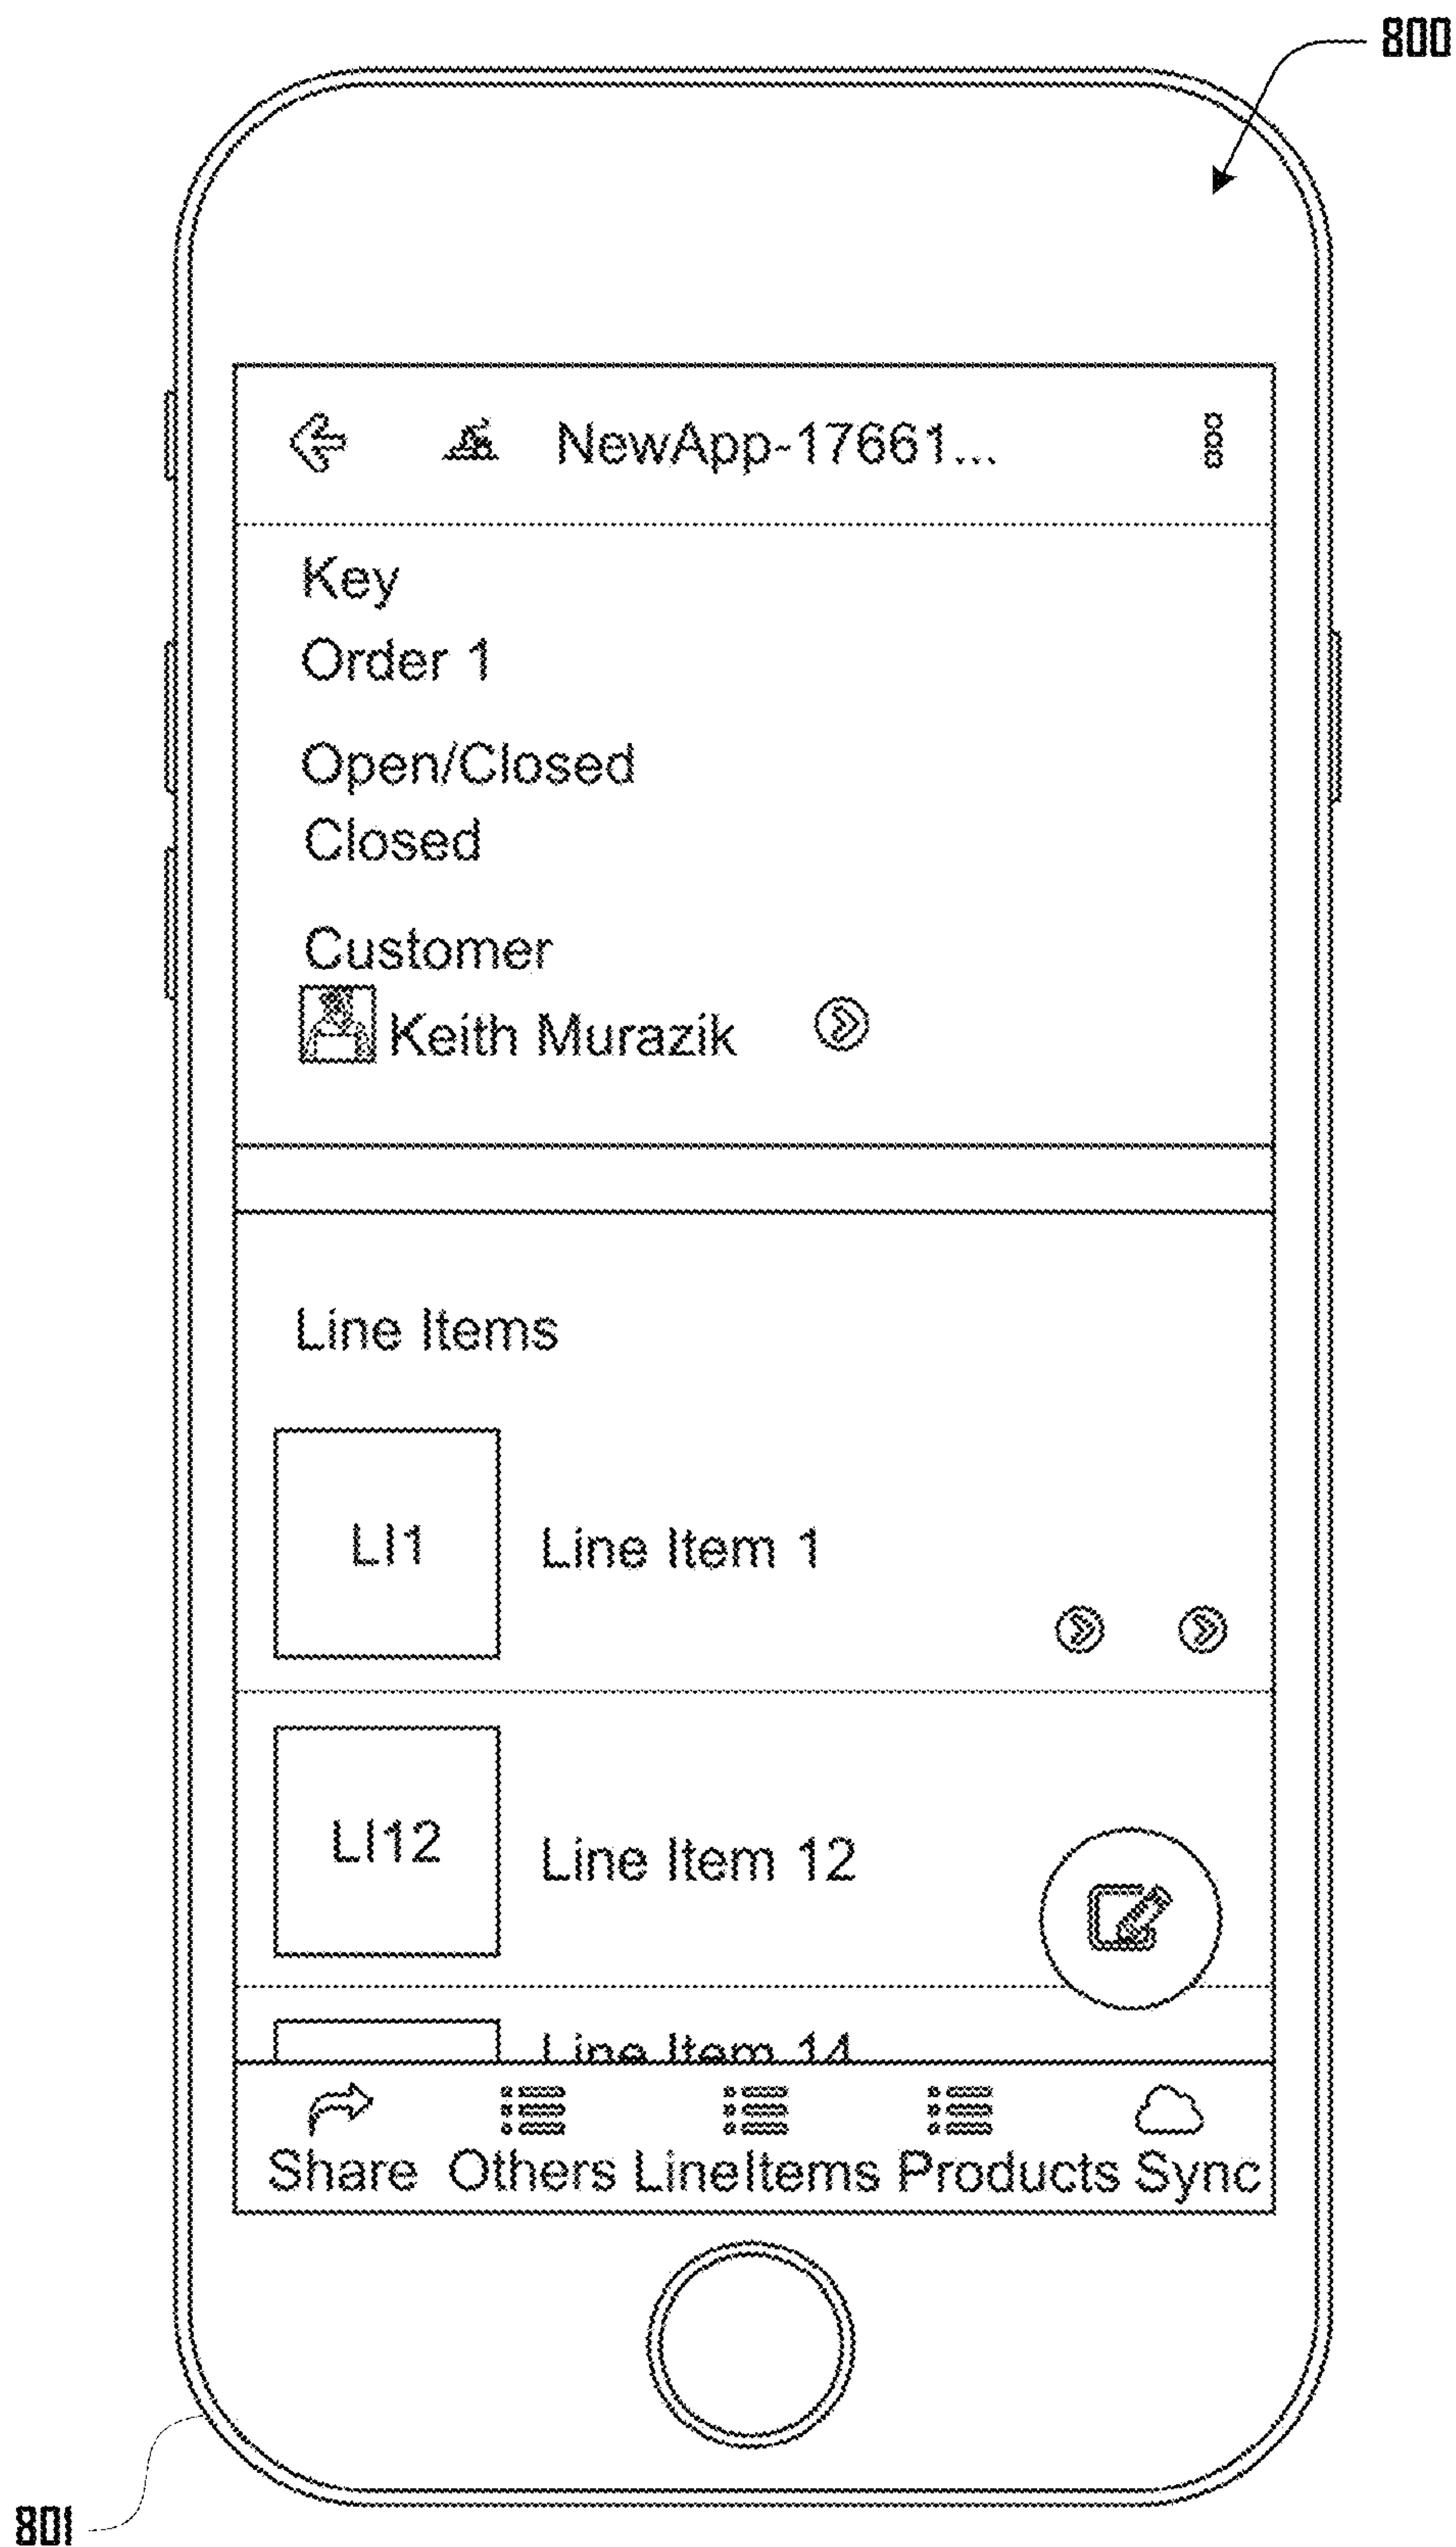 800
NewApp-17661...
Key
Order 1
Open/Closed
Closed
Customer
Keith Murazik
Line Items
LI1
Line Item 1
LI12
Line Item 12
Line Item 14
Share Others LineItems Products Sync
801